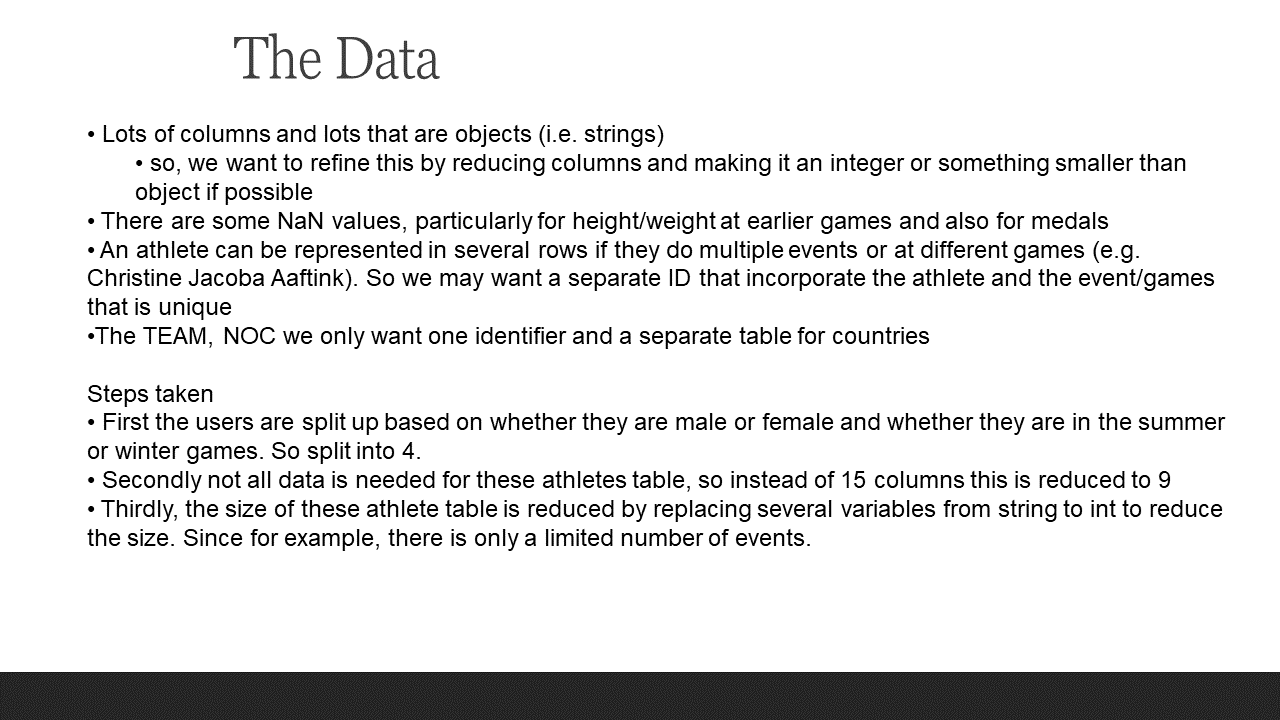 The Data
• Lots of columns and lots that are objects (i.e. strings)
• so, we want to refine this by reducing columns and making it an integer or something smaller than
object if possible
• There are some NaN values, particularly for height/weight at earlier games and also for medals
• An athlete can be represented in several rows if they do multiple events or at different games (e.g.
Christine Jacoba Aaftink). So we may want a separate ID that incorporate the athlete and the event/games
that is unique
•The TEAM, NOC we only want one identifier and a separate table for countries
Steps taken
• First the users are split up based on whether they are male or female and whether they are in the summer
or winter games. So split into 4.
• Secondly not all data is needed for these athletes table, so instead of 15 columns this is reduced to 9
• Thirdly, the size of these athlete table is reduced by replacing several variables from string to int to reduce
the size. Since for example, there is only a limited number of events.